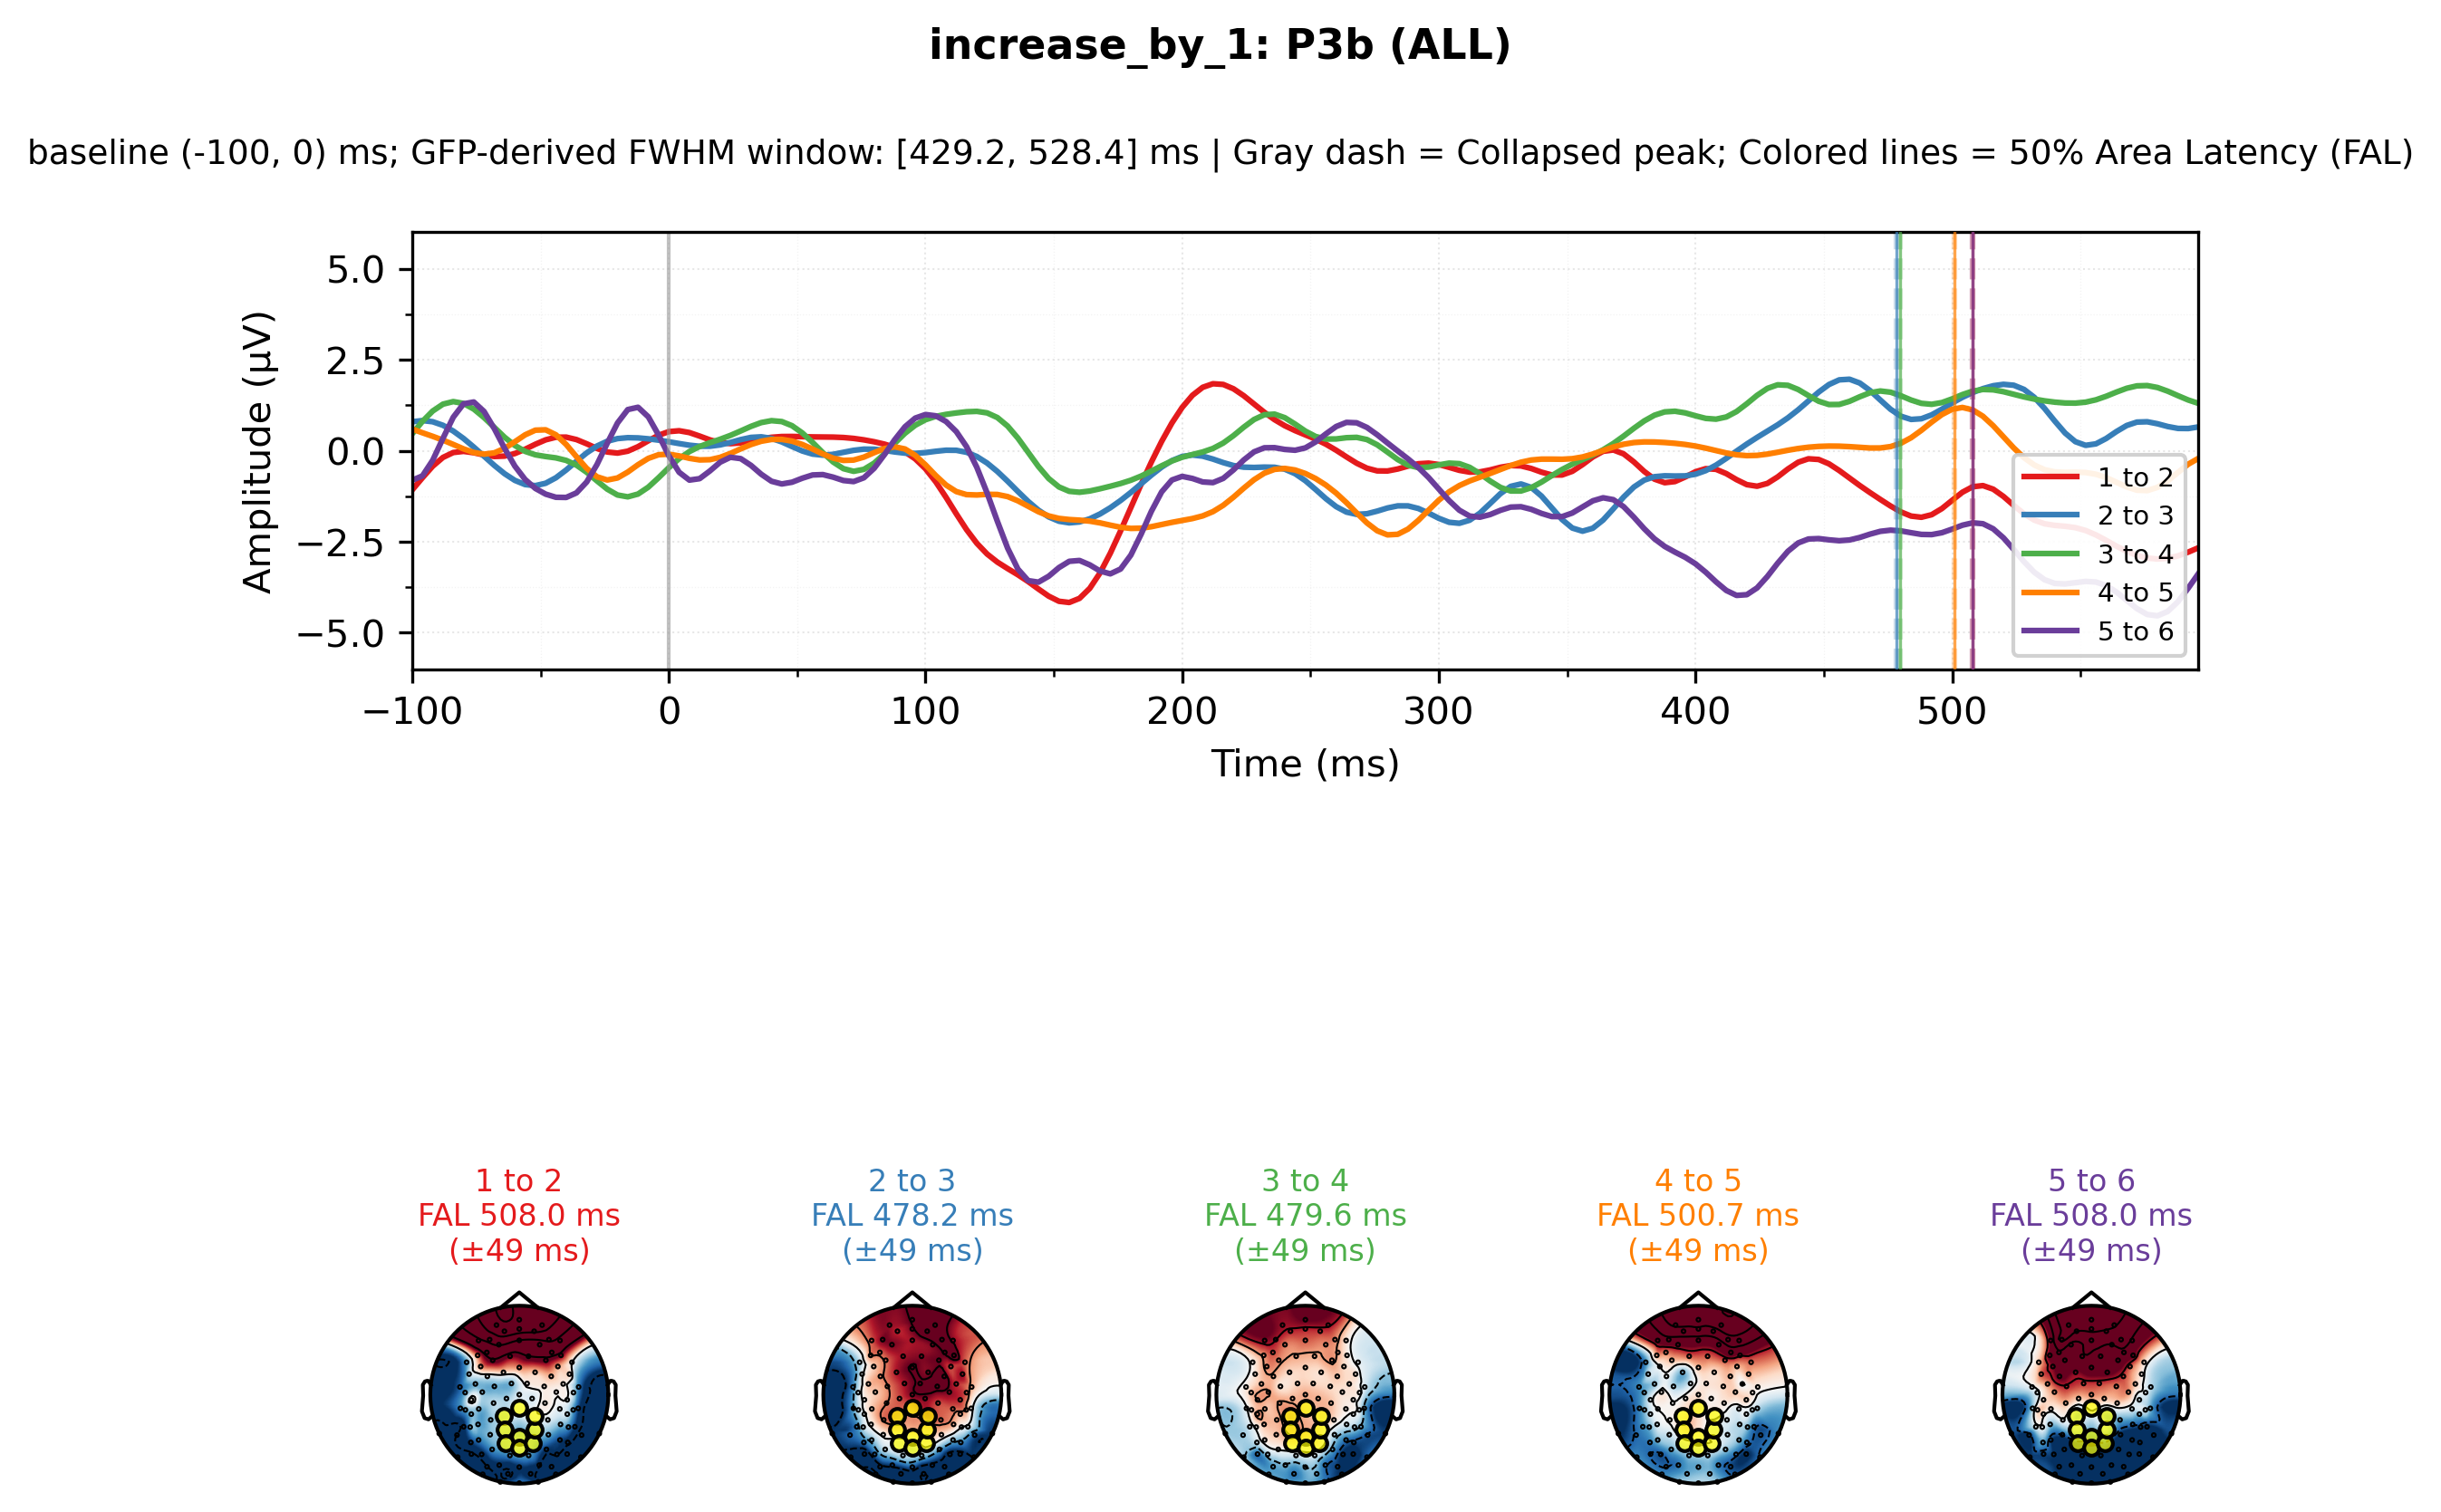 increase_by_1: P3b (ALL)
baseline (-100, 0) ms; GFP-derived FWHM window: [429.2, 528.4] ms | Gray dash = Collapsed peak; Colored lines = 50% Area Latency (FAL)
Amplitude (µV)
5.0
2.5
0.0
−2.5
−5.0
1 to 2
2 to 3
3 to 4
4 to 5
5 to 6
−100 0 100 200 300 400 500
Time (ms)
1 to 2
FAL 508.0 ms
(±49 ms)
2 to 3
FAL 478.2 ms
(±49 ms)
3 to 4
FAL 479.6 ms
(±49 ms)
4 to 5
FAL 500.7 ms
(±49 ms)
5 to 6
FAL 508.0 ms
(±49 ms)